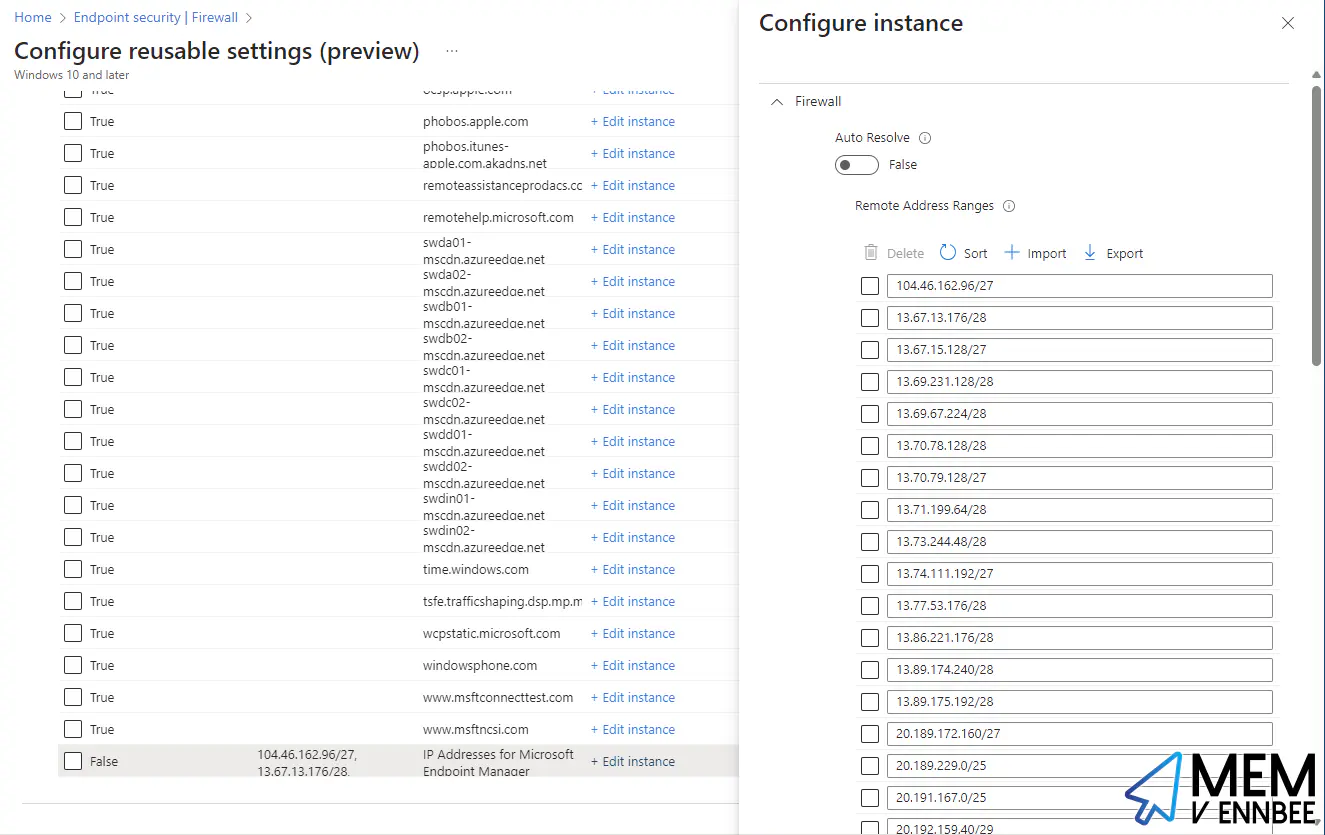 Home > Endpoint security | Firewall >
Configure reusable settings (preview) ...
Windows 10 and later
True ocsp.apple.com + Edit instance
True phobos.apple.com + Edit instance
True phobos.itunes-
apple.com.akadns.net + Edit instance
True remoteassistanceprodacs.cc + Edit instance
True remotehelp.microsoft.com + Edit instance
True swda01-
mscdn.azureedge.net + Edit instance
True swda02-
mscdn.azureedge.net + Edit instance
True swdb01-
mscdn.azureedge.net + Edit instance
True swdb02-
mscdn.azureedge.net + Edit instance
True swdc01-
mscdn.azureedge.net + Edit instance
True swdc02-
mscdn.azureedge.net + Edit instance
True swdd01-
mscdn.azureedge.net + Edit instance
True swdd02-
mscdn.azureedge.net + Edit instance
True swdin01-
mscdn.azureedge.net + Edit instance
True swdin02-
mscdn.azureedge.net + Edit instance
True time.windows.com + Edit instance
True tsfe.trafficshaping.dsp.mp.m + Edit instance
True wcpstatic.microsoft.com + Edit instance
True windowsphone.com + Edit instance
True www.msftconnecttest.com + Edit instance
True www.msftncsi.com + Edit instance
False 104.46.162.96/27, IP Addresses for Microsoft + Edit instance
13.67.13.176/28, Endpoint Manager
Configure instance
Firewall
Auto Resolve
False
Remote Address Ranges
Delete Sort Import Export
104.46.162.96/27
13.67.13.176/28
13.67.15.128/27
13.69.231.128/28
13.69.67.224/28
13.70.78.128/28
13.70.79.128/27
13.71.199.64/28
13.73.244.48/28
13.74.111.192/27
13.77.53.176/28
13.86.221.176/28
13.89.174.240/28
13.89.175.192/28
20.189.172.160/27
20.189.229.0/25
20.191.167.0/25
20.192.159.40/29
MEM
V ENNBEE